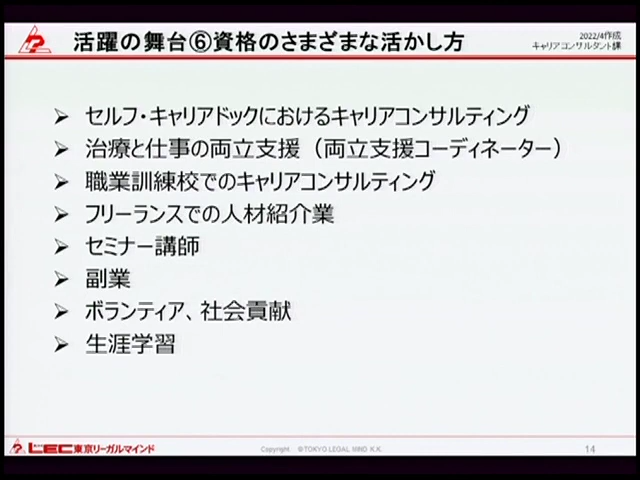 活躍の舞台⑥資格のさまざまな活かし方
2022/4作成
キャリアコンサルタント課
➢ セルフ・キャリアドックにおけるキャリアコンサルティング
➢ 治療と仕事の両立支援（両立支援コーディネーター）
➢ 職業訓練校でのキャリアコンサルティング
➢ フリーランスでの人材紹介業
➢ セミナー講師
➢ 副業
➢ ボランティア、社会貢献
➢ 生涯学習
LEC東京リーガルマインド
Copyright ©TOKYO LEGAL MIND K.K.
14